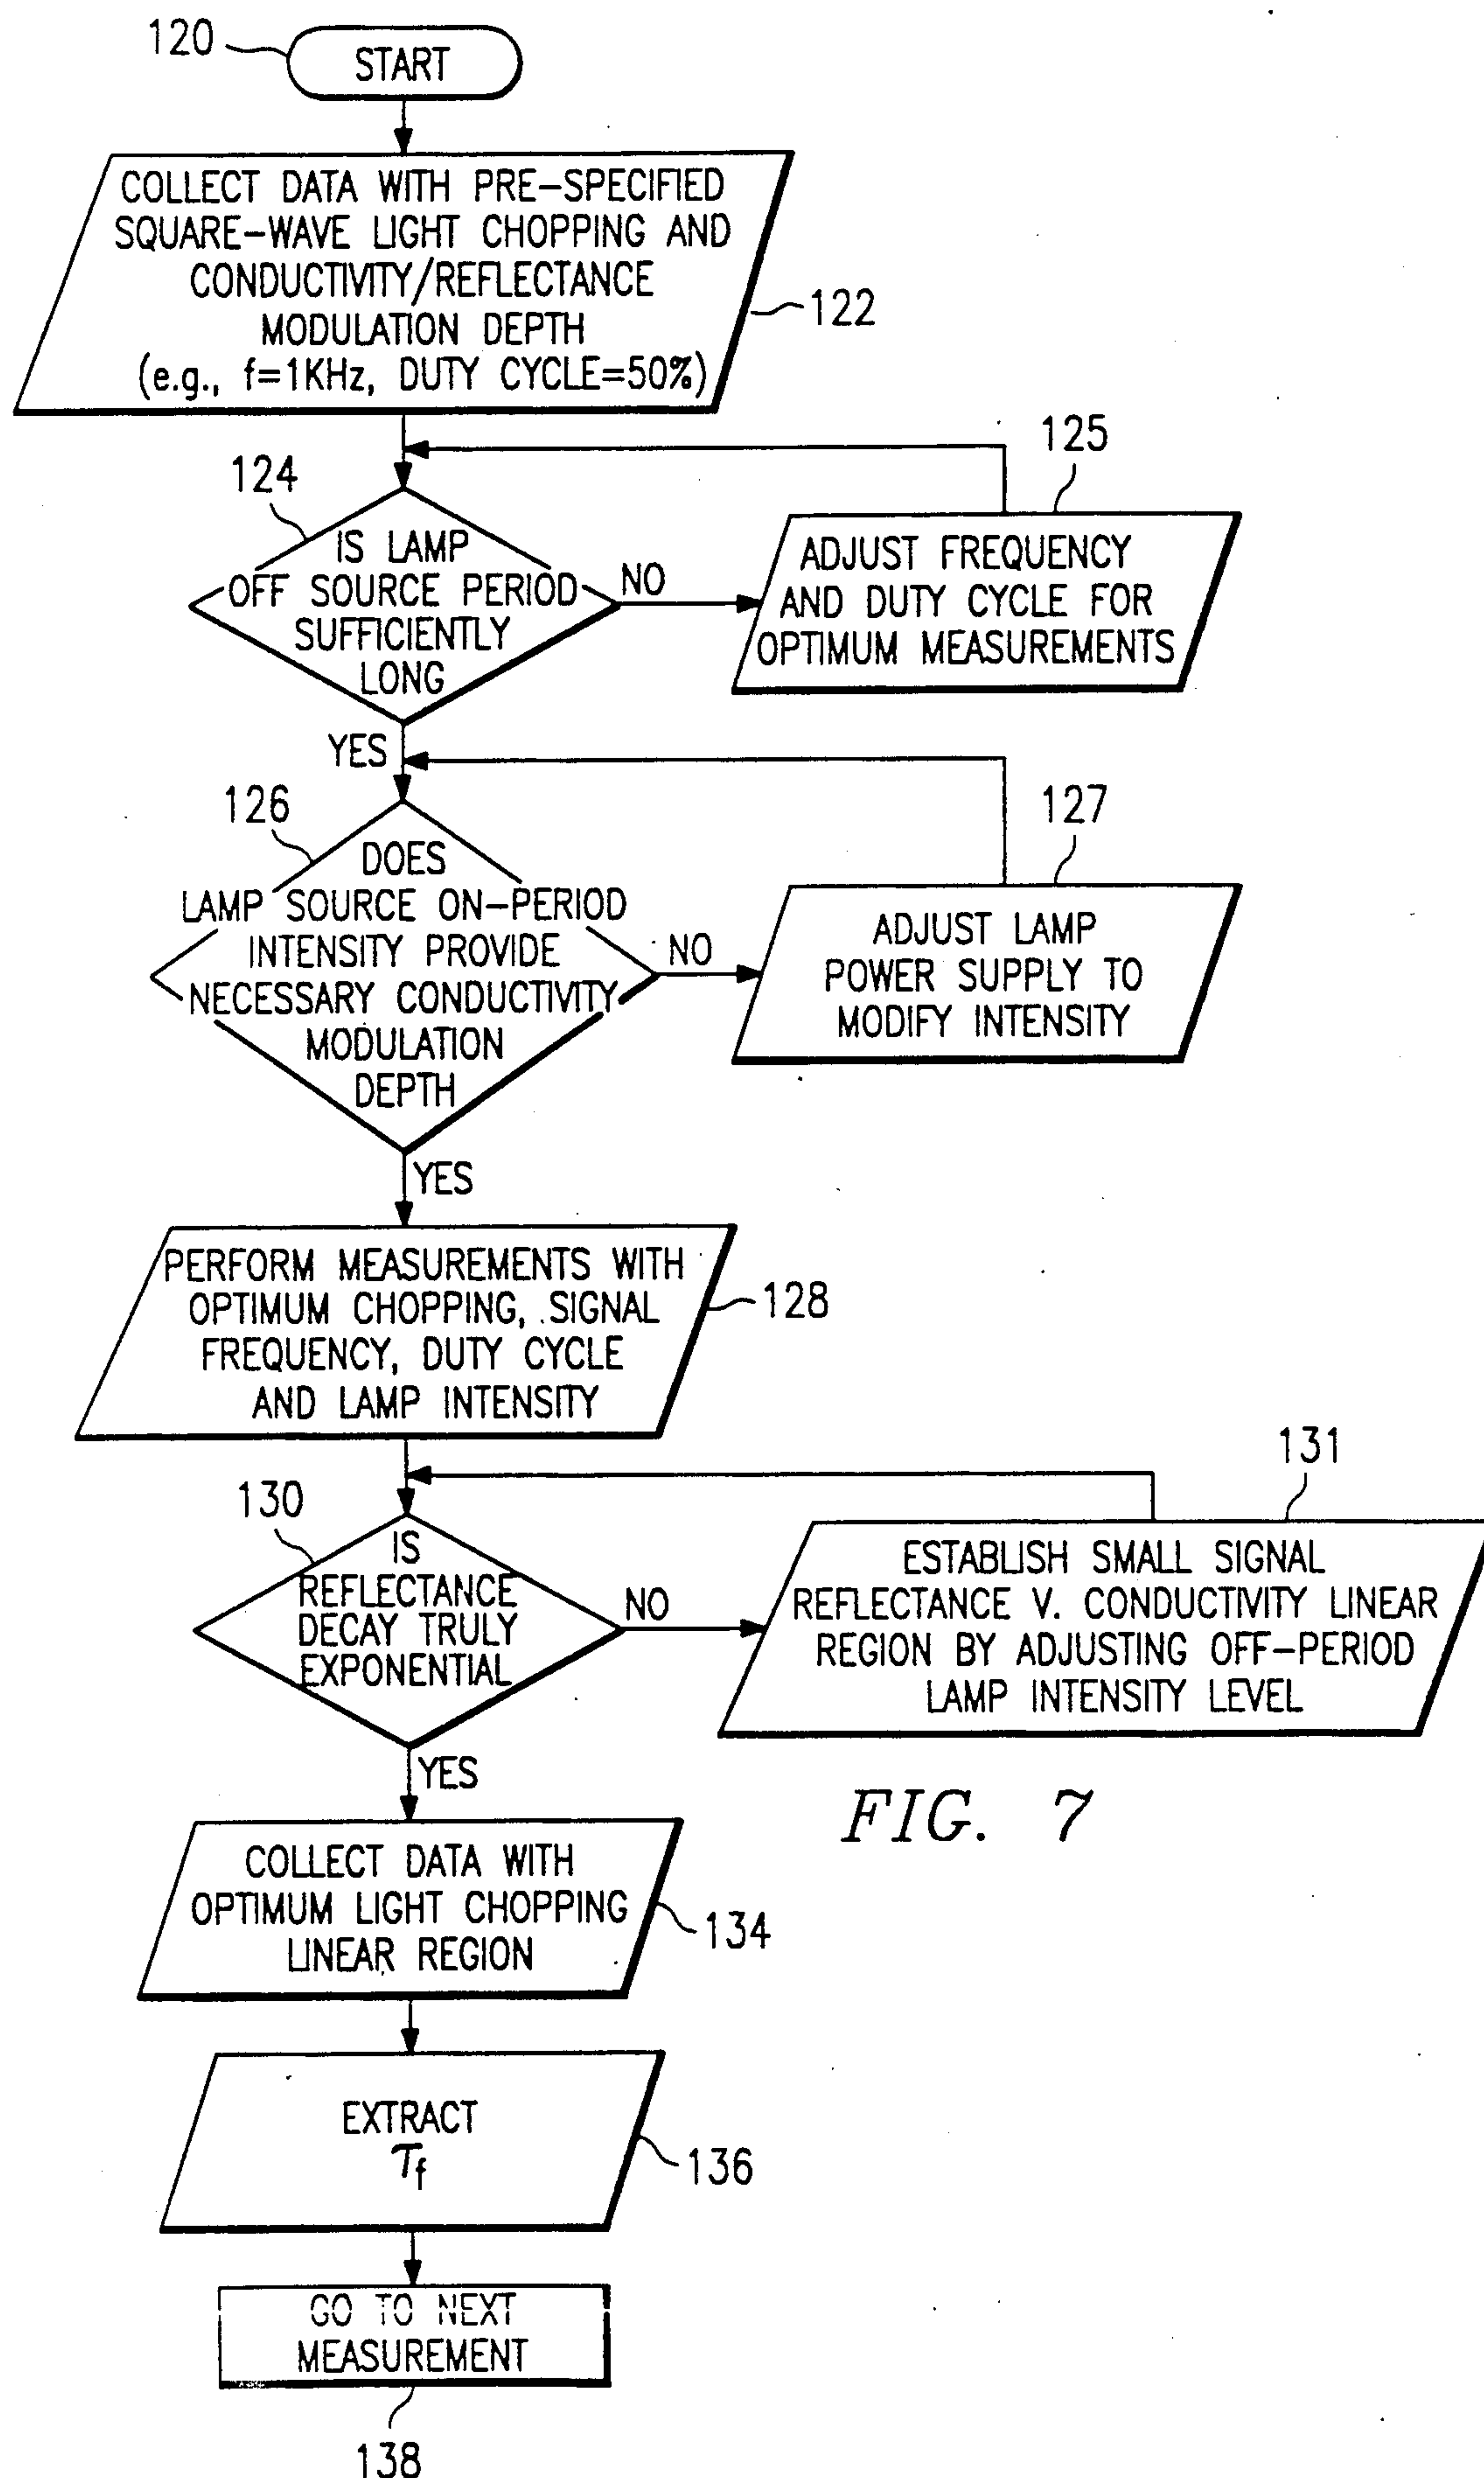 120
START
COLLECT DATA WITH PRE-SPECIFIED
SQUARE-WAVE LIGHT CHOPPING AND
CONDUCTIVITY/REFLECTANCE
MODULATION DEPTH
(e.g., f=1KHz, DUTY CYCLE=50%)
122
124
IS LAMP
OFF SOURCE PERIOD
SUFFICIENTLY
LONG
NO
125
ADJUST FREQUENCY
AND DUTY CYCLE FOR
OPTIMUM MEASUREMENTS
YES
126
DOES
LAMP SOURCE ON-PERIOD
INTENSITY PROVIDE
NECESSARY CONDUCTIVITY
MODULATION
DEPTH
NO
127
ADJUST LAMP
POWER SUPPLY TO
MODIFY INTENSITY
YES
PERFORM MEASUREMENTS WITH
OPTIMUM CHOPPING, SIGNAL
FREQUENCY, DUTY CYCLE
AND LAMP INTENSITY
128
130
IS
REFLECTANCE
DECAY TRULY
EXPONENTIAL
NO
131
ESTABLISH SMALL SIGNAL
REFLECTANCE V. CONDUCTIVITY LINEAR
REGION BY ADJUSTING OFF-PERIOD
LAMP INTENSITY LEVEL
YES
FIG. 7
COLLECT DATA WITH
OPTIMUM LIGHT CHOPPING
LINEAR REGION
134
EXTRACT
τf
136
GO TO NEXT
MEASUREMENT
138